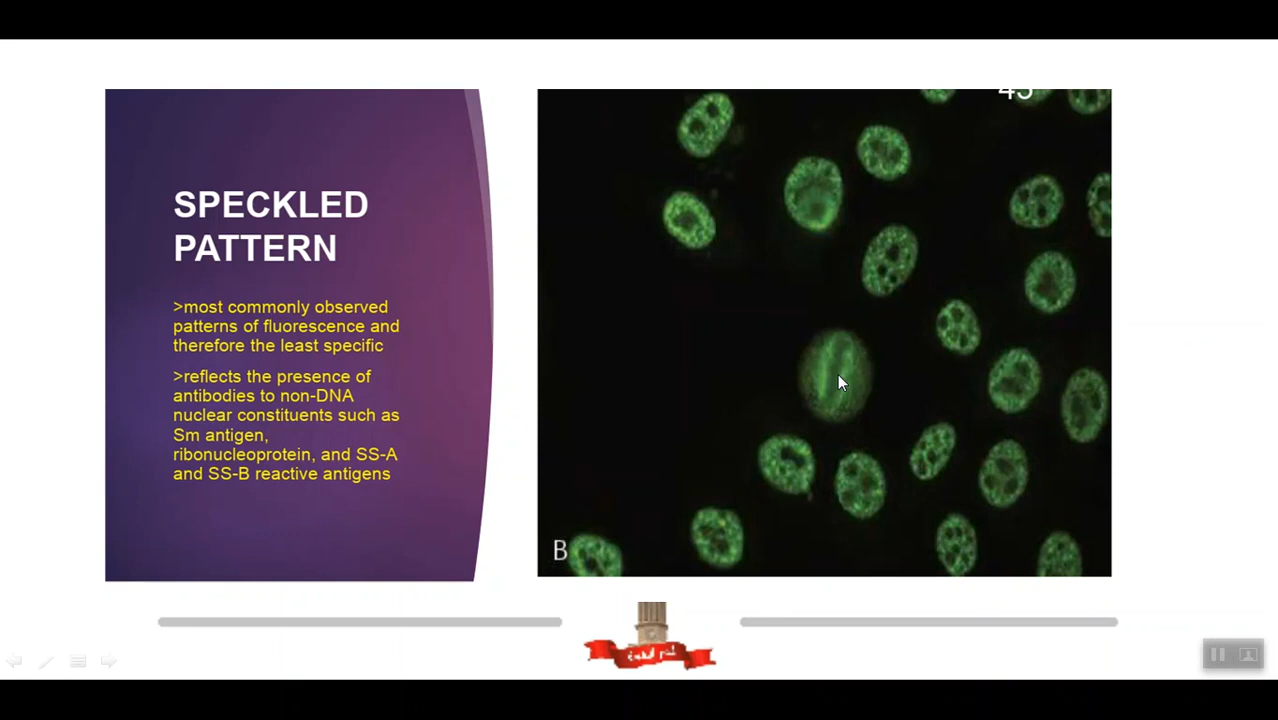 45
SPECKLED
PATTERN
>most commonly observed
patterns of fluorescence and
therefore the least specific
>reflects the presence of
antibodies to non-DNA
nuclear constituents such as
Sm antigen,
ribonucleoprotein, and SS-A
and SS-B reactive antigens
B